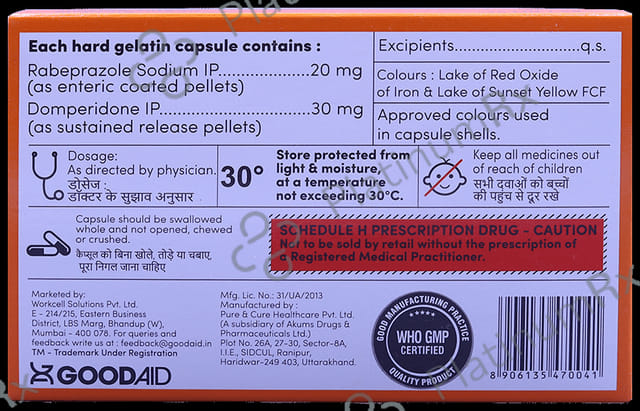 Each hard gelatin capsule contains :
Rabeprazole Sodium IP....................20 mg
(as enteric coated pellets)
Domperidone IP................................30 mg
(as sustained release pellets)
Excipients..........................q.s.
Colours : Lake of Red Oxide
of Iron & Lake of Sunset Yellow FCF
Approved colours used
in capsule shells.
Dosage:
As directed by physician.
डोसेज:
डॉक्टर के सुझाव अनुसार
30°
Store protected from
light & moisture,
at a temperature
not exceeding 30°C.
Keep all medicines out
of reach of children
सभी दवाओं को बच्चों
की पहुंच से दूर रखे
Capsule should be swallowed
whole and not opened, chewed
or crushed.
कैप्सूल को बिना खोले, तोड़े या चबाए,
पूरा निगल जाना चाहिए
SCHEDULE H PRESCRIPTION DRUG - CAUTION
Not to be sold by retail without the prescription of
a Registered Medical Practitioner.
Marketed by:
Workcell Solutions Pvt. Ltd.
E - 214/215, Eastern Business
District, LBS Marg, Bhandup (W),
Mumbai - 400 078. For queries and
feedback write us : feedback@goodaid.in
TM - Trademark Under Registration
GOODAID
Mfg. Lic. No.: 31/UA/2013
Manufactured by :
Pure & Cure Healthcare Pvt. Ltd.
(A subsidiary of Akums Drugs &
Pharmaceuticals Ltd.)
Plot No. 26A, 27-30, Sector-8A,
I.I.E., SIDCUL, Ranipur,
Haridwar-249 403, Uttarakhand.
GOOD MANUFACTURING PRACTICE
WHO GMP
CERTIFIED
QUALITY PRODUCT
8 906135 470041
PlatinumRx
PlatinumRx